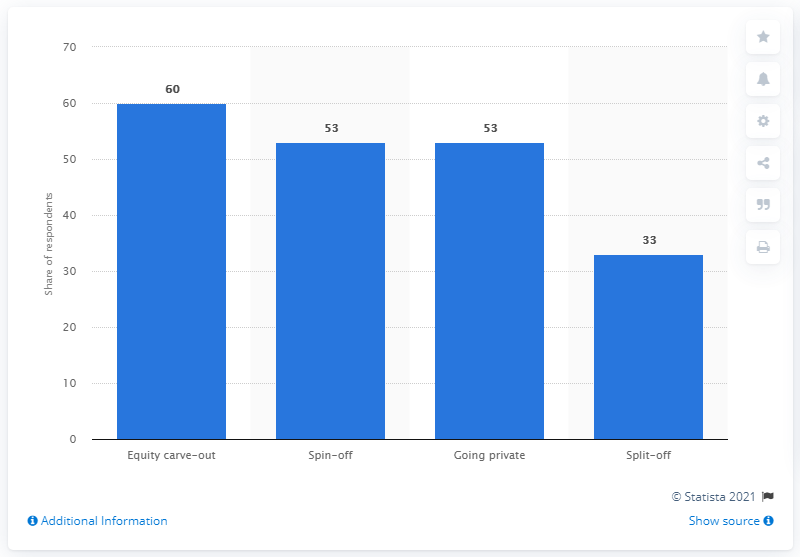 70
60
50
40
30
20
10
0
Share of respondents
60
53
53
33
Equity carve-out
Spin-off
Going private
Split-off
© Statista 2021
Additional Information
Show source